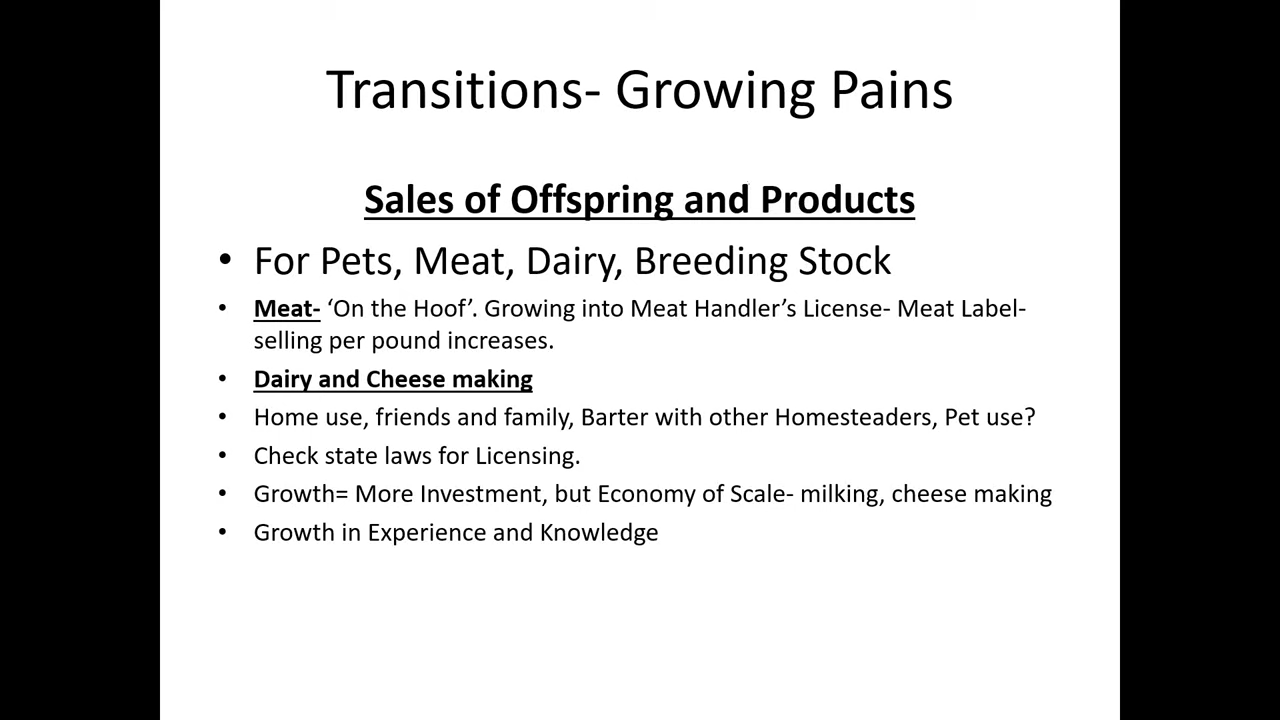 Transitions- Growing Pains
Sales of Offspring and Products
• For Pets, Meat, Dairy, Breeding Stock
• Meat- ‘On the Hoof’. Growing into Meat Handler’s License- Meat Label-
selling per pound increases.
• Dairy and Cheese making
• Home use, friends and family, Barter with other Homesteaders, Pet use?
• Check state laws for Licensing.
• Growth= More Investment, but Economy of Scale- milking, cheese making
• Growth in Experience and Knowledge